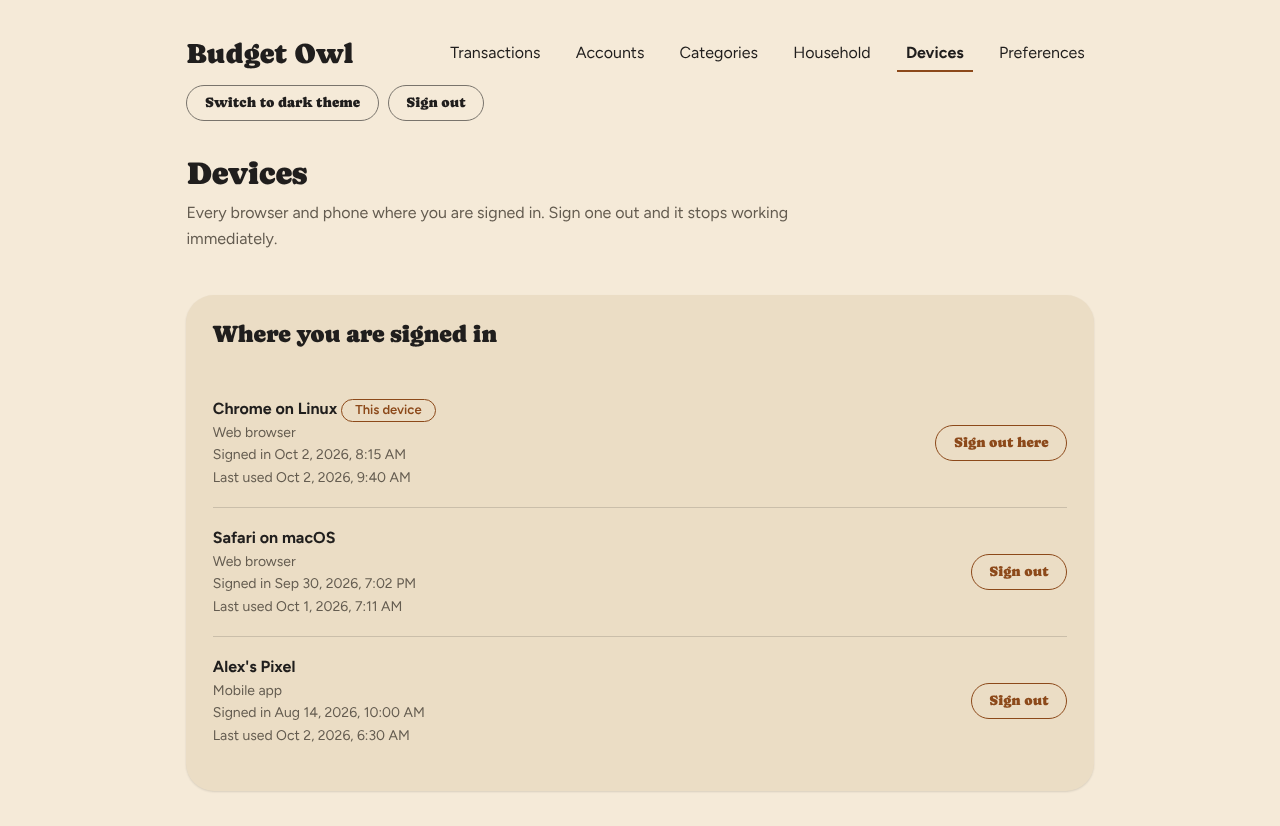 Budget Owl
Transactions
Accounts
Categories
Household
Devices
Preferences
Switch to dark theme
Sign out
Devices
Every browser and phone where you are signed in. Sign one out and it stops working
immediately.
Where you are signed in
Chrome on Linux This device
Web browser
Signed in Oct 2, 2026, 8:15 AM
Last used Oct 2, 2026, 9:40 AM
Sign out here
Safari on macOS
Web browser
Signed in Sep 30, 2026, 7:02 PM
Last used Oct 1, 2026, 7:11 AM
Sign out
Alex's Pixel
Mobile app
Signed in Aug 14, 2026, 10:00 AM
Last used Oct 2, 2026, 6:30 AM
Sign out